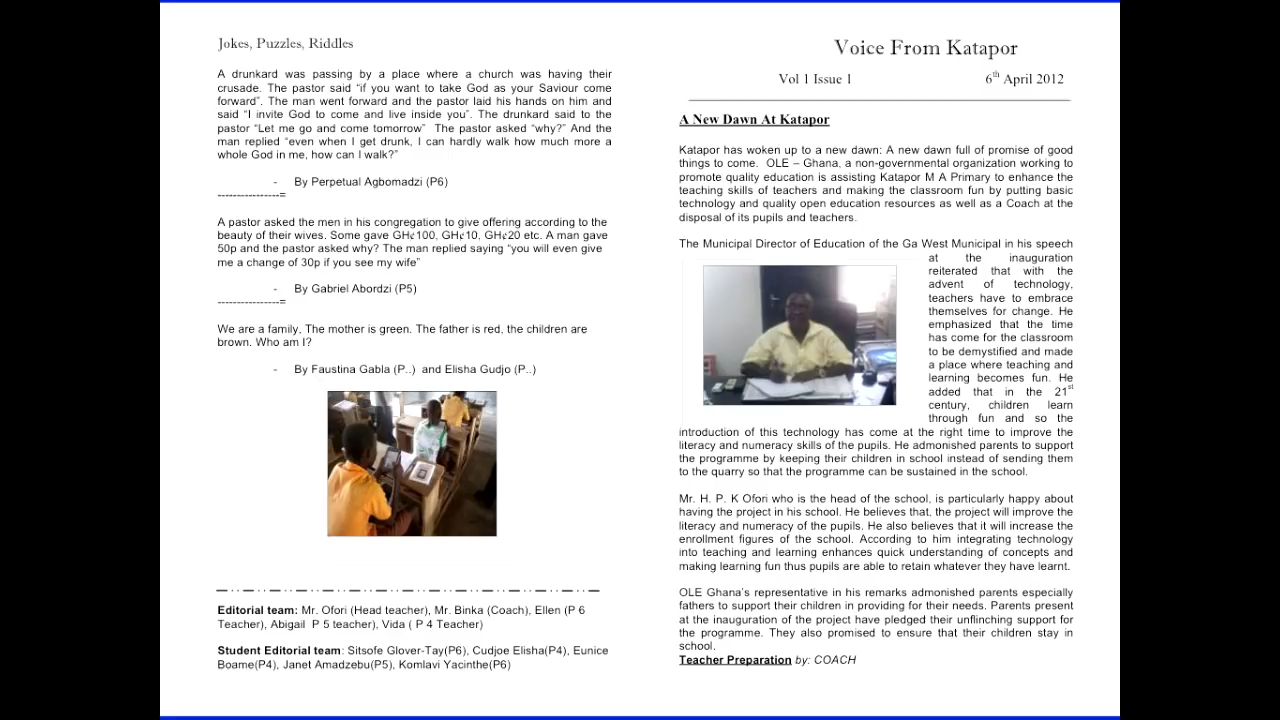 Jokes, Puzzles, Riddles
A drunkard was passing by a place where a church was having their
crusade. The pastor said “if you want to take God as your Saviour come
forward”. The man went forward and the pastor laid his hands on him and
said “I invite God to come and live inside you”. The drunkard said to the
pastor “Let me go and come tomorrow”  The pastor asked “why?” And the
man replied “even when I get drunk, I can hardly walk how much more a
whole God in me, how can I walk?”
- By Perpetual Agbomadzi (P6)
----------------=
A pastor asked the men in his congregation to give offering according to the
beauty of their wives. Some gave GH¢100, GH¢10, GH¢20 etc. A man gave
50p and the pastor asked why? The man replied saying “you will even give
me a change of 30p if you see my wife”
- By Gabriel Abordzi (P5)
----------------=
We are a family, The mother is green. The father is red, the children are
brown. Who am I?
- By Faustina Gabla (P..)  and Elisha Gudjo (P..)
Editorial team: Mr. Ofori (Head teacher), Mr. Binka (Coach), Ellen (P 6
Teacher), Abigail  P 5 teacher), Vida ( P 4 Teacher)
Student Editorial team: Sitsofe Glover-Tay(P6), Cudjoe Elisha(P4), Eunice
Boame(P4), Janet Amadzebu(P5), Komlavi Yacinthe(P6)
Voice From Katapor
Vol 1 Issue 1 6th April 2012
A New Dawn At Katapor
Katapor has woken up to a new dawn: A new dawn full of promise of good
things to come.  OLE – Ghana, a non-governmental organization working to
promote quality education is assisting Katapor M A Primary to enhance the
teaching skills of teachers and making the classroom fun by putting basic
technology and quality open education resources as well as a Coach at the
disposal of its pupils and teachers.
The Municipal Director of Education of the Ga West Municipal in his speech
at the inauguration
reiterated that with the
advent of technology,
teachers have to embrace
themselves for change. He
emphasized that the time
has come for the classroom
to be demystified and made
a place where teaching and
learning becomes fun. He
added that in the 21st
century, children learn
through fun and so the
introduction of this technology has come at the right time to improve the
literacy and numeracy skills of the pupils. He admonished parents to support
the programme by keeping their children in school instead of sending them
to the quarry so that the programme can be sustained in the school.
Mr. H. P. K Ofori who is the head of the school, is particularly happy about
having the project in his school. He believes that, the project will improve the
literacy and numeracy of the pupils. He also believes that it will increase the
enrollment figures of the school. According to him integrating technology
into teaching and learning enhances quick understanding of concepts and
making learning fun thus pupils are able to retain whatever they have learnt.
OLE Ghana’s representative in his remarks admonished parents especially
fathers to support their children in providing for their needs. Parents present
at the inauguration of the project have pledged their unflinching support for
the programme. They also promised to ensure that their children stay in
school.
Teacher Preparation by: COACH